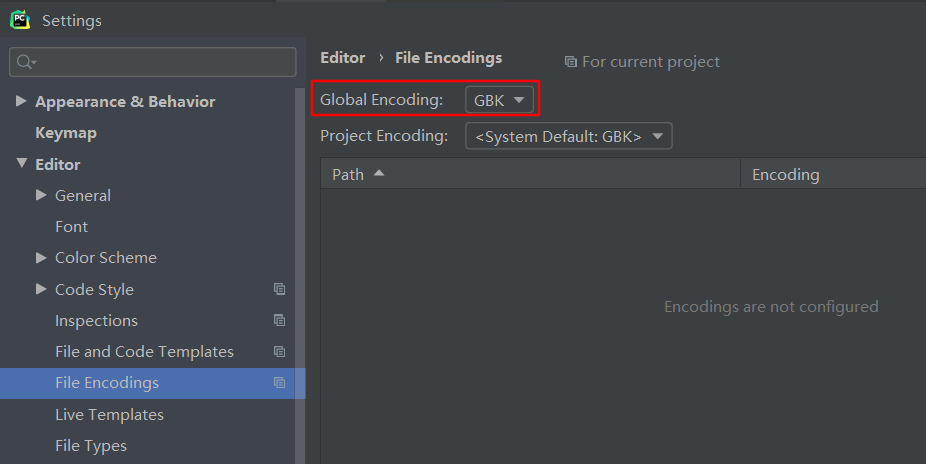 Settings
Appearance & Behavior
Keymap
Editor
General
Font
Color Scheme
Code Style
Inspections
File and Code Templates
File Encodings
Live Templates
File Types
Editor › File Encodings
For current project
Global Encoding: GBK
Project Encoding: <System Default: GBK>
Path Encoding
Encodings are not configured